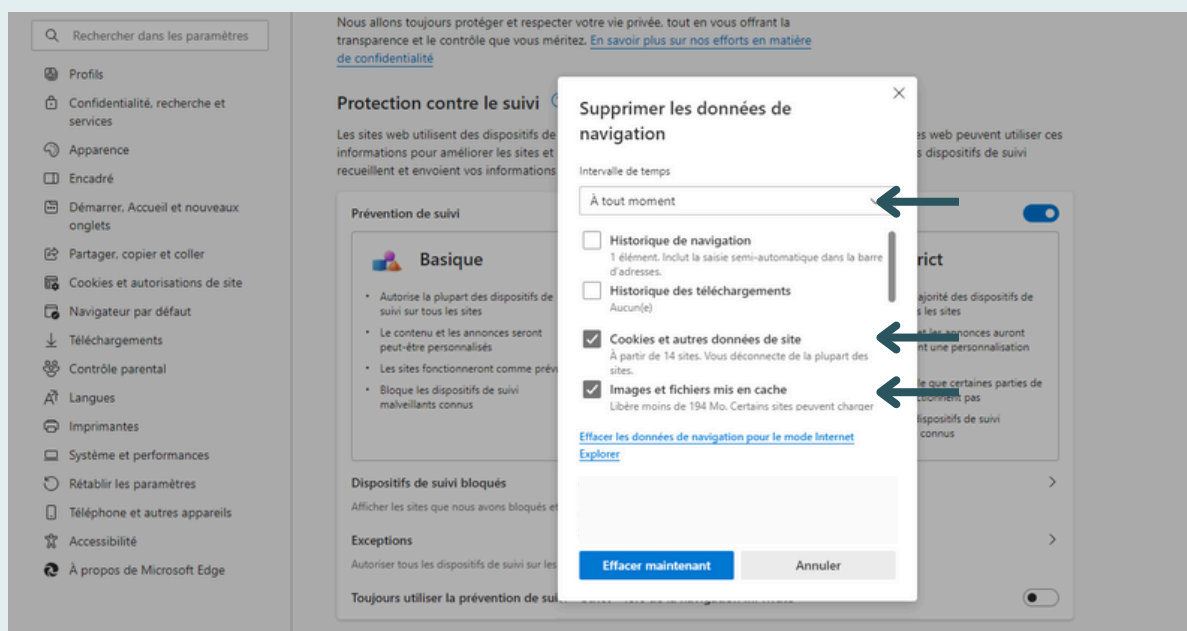 Rechercher dans les paramètres
Profils
Confidentialité, recherche et
services
Apparence
Encadré
Démarrer, Accueil et nouveaux
onglets
Partager, copier et coller
Cookies et autorisations de site
Navigateur par défaut
Téléchargements
Contrôle parental
Langues
Imprimantes
Système et performances
Rétablir les paramètres
Téléphone et autres appareils
Accessibilité
À propos de Microsoft Edge
Nous allons toujours protéger et respecter votre vie privée, tout en vous offrant la
transparence et le contrôle que vous méritez. En savoir plus sur nos efforts en matière
de confidentialité
Protection contre le suivi
Les sites web utilisent des dispositifs de
informations pour améliorer les sites et
recueillent et envoient vos informations
web peuvent utiliser ces
dispositifs de suivi
Prévention de suivi
Basique
Autorise la plupart des dispositifs de
suivi sur tous les sites
Le contenu et les annonces seront
peut-être personnalisés
Les sites fonctionneront comme
Bloque les dispositifs de suivi
malveillants connus
des dispositifs de
les sites
et les annonces auront
une personnalisation
que certaines parties de
pas
dispositifs de suivi
connus
Dispositifs de suivi bloqués
Afficher les sites que nous avons bloqués
Exceptions
Autoriser tous les dispositifs de suivi sur les
Toujours utiliser la prévention de
Supprimer les données de
navigation
Intervalle de temps
À tout moment
Historique de navigation
1 élément. Inclut la saisie semi-automatique dans la barre
d'adresses.
Historique des téléchargements
Aucun(e)
Cookies et autres données de site
À partir de 14 sites. Vous déconnecte de la plupart des
sites.
Images et fichiers mis en cache
Libère moins de 194 Mo. Certains sites peuvent charger
Effacer les données de navigation pour le mode Internet
Explorer
Effacer maintenant
Annuler